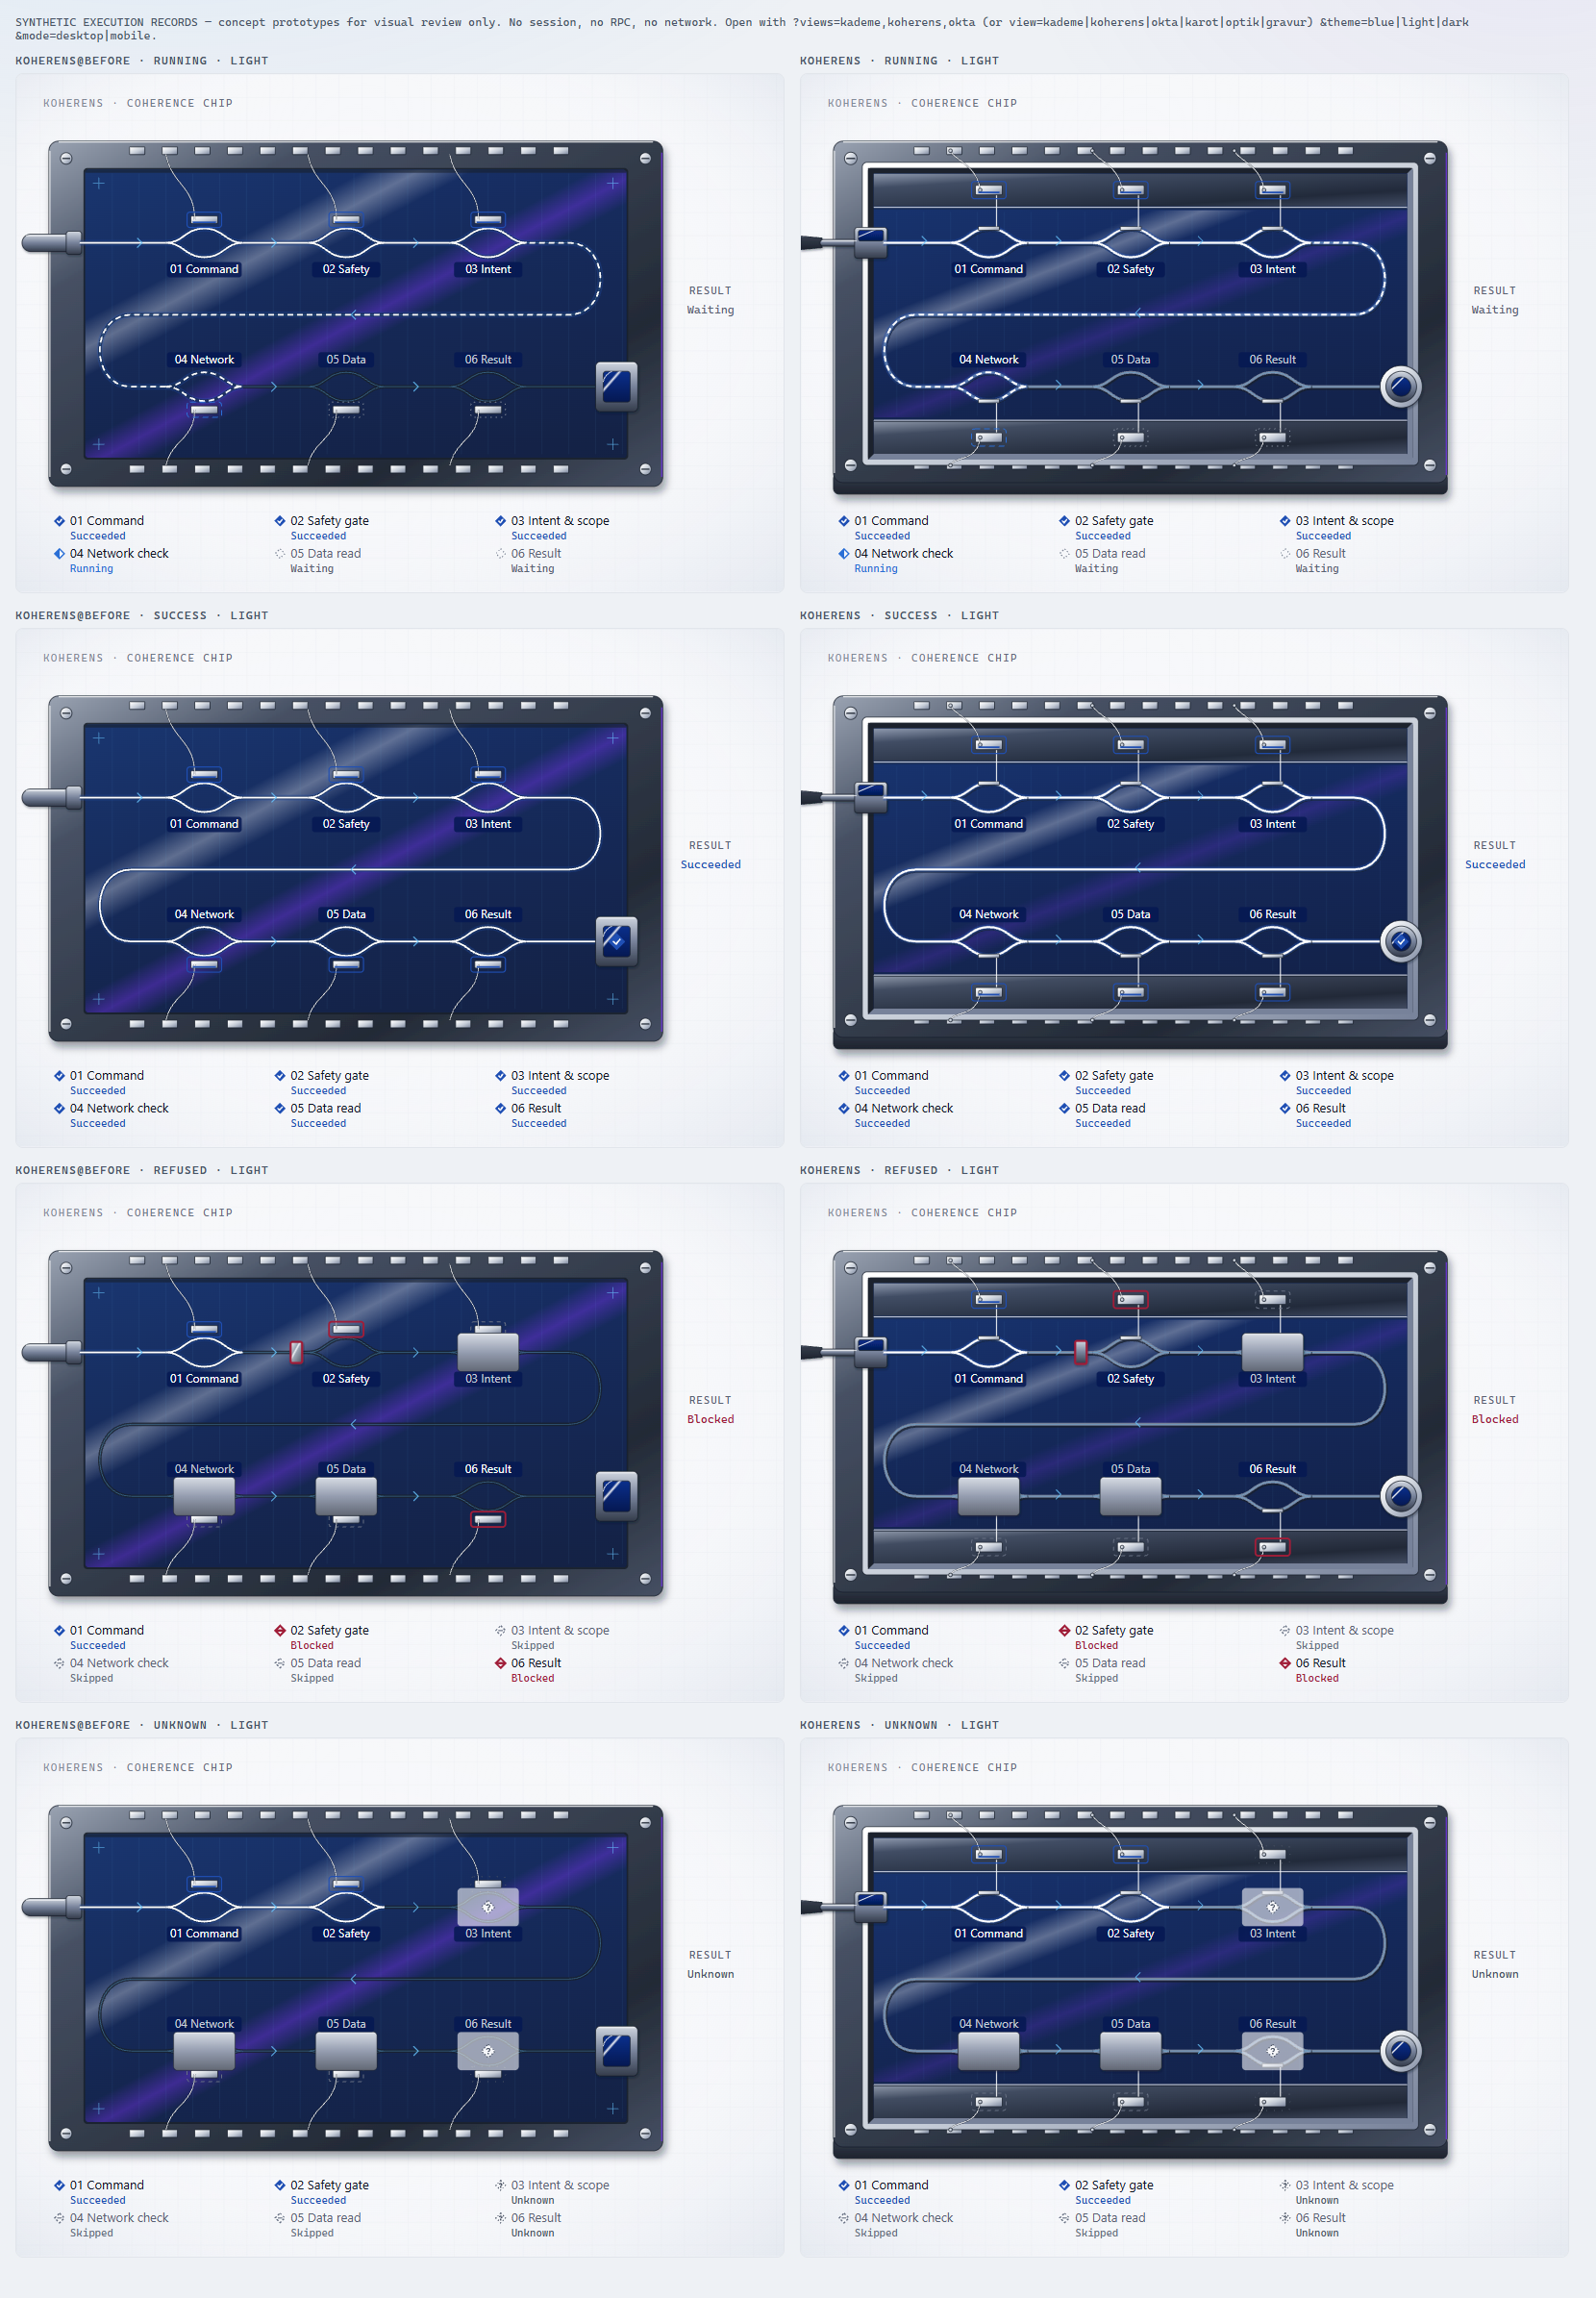 SYNTHETIC EXECUTION RECORDS — concept prototypes for visual review only. No session, no RPC, no network. Open with ?views=kademe,koherens,okta (or view=kademe|koherens|okta|karot|optik|gravur) &theme=blue|light|dark
&mode=desktop|mobile.
KOHERENS@BEFORE · RUNNING · LIGHT
KOHERENS · COHERENCE CHIP
01 Command 02 Safety 03 Intent
RESULT
Waiting
04 Network 05 Data 06 Result
01 Command 02 Safety gate 03 Intent & scope
Succeeded Succeeded Succeeded
04 Network check 05 Data read 06 Result
Running Waiting Waiting
KOHERENS · RUNNING · LIGHT
KOHERENS · COHERENCE CHIP
01 Command 02 Safety 03 Intent
RESULT
Waiting
04 Network 05 Data 06 Result
01 Command 02 Safety gate 03 Intent & scope
Succeeded Succeeded Succeeded
04 Network check 05 Data read 06 Result
Running Waiting Waiting
KOHERENS@BEFORE · SUCCESS · LIGHT
KOHERENS · COHERENCE CHIP
01 Command 02 Safety 03 Intent
RESULT
Succeeded
04 Network 05 Data 06 Result
01 Command 02 Safety gate 03 Intent & scope
Succeeded Succeeded Succeeded
04 Network check 05 Data read 06 Result
Succeeded Succeeded Succeeded
KOHERENS · SUCCESS · LIGHT
KOHERENS · COHERENCE CHIP
01 Command 02 Safety 03 Intent
RESULT
Succeeded
04 Network 05 Data 06 Result
01 Command 02 Safety gate 03 Intent & scope
Succeeded Succeeded Succeeded
04 Network check 05 Data read 06 Result
Succeeded Succeeded Succeeded
KOHERENS@BEFORE · REFUSED · LIGHT
KOHERENS · COHERENCE CHIP
01 Command 02 Safety 03 Intent
RESULT
Blocked
04 Network 05 Data 06 Result
01 Command 02 Safety gate 03 Intent & scope
Succeeded Blocked Skipped
04 Network check 05 Data read 06 Result
Skipped Skipped Blocked
KOHERENS · REFUSED · LIGHT
KOHERENS · COHERENCE CHIP
01 Command 02 Safety 03 Intent
RESULT
Blocked
04 Network 05 Data 06 Result
01 Command 02 Safety gate 03 Intent & scope
Succeeded Blocked Skipped
04 Network check 05 Data read 06 Result
Skipped Skipped Blocked
KOHERENS@BEFORE · UNKNOWN · LIGHT
KOHERENS · COHERENCE CHIP
?
01 Command 02 Safety 03 Intent
RESULT
Unknown
04 Network 05 Data 06 Result
?
01 Command 02 Safety gate 03 Intent & scope
Succeeded Succeeded Unknown
04 Network check 05 Data read 06 Result
Skipped Skipped Unknown
KOHERENS · UNKNOWN · LIGHT
KOHERENS · COHERENCE CHIP
?
01 Command 02 Safety 03 Intent
RESULT
Unknown
04 Network 05 Data 06 Result
?
01 Command 02 Safety gate 03 Intent & scope
Succeeded Succeeded Unknown
04 Network check 05 Data read 06 Result
Skipped Skipped Unknown